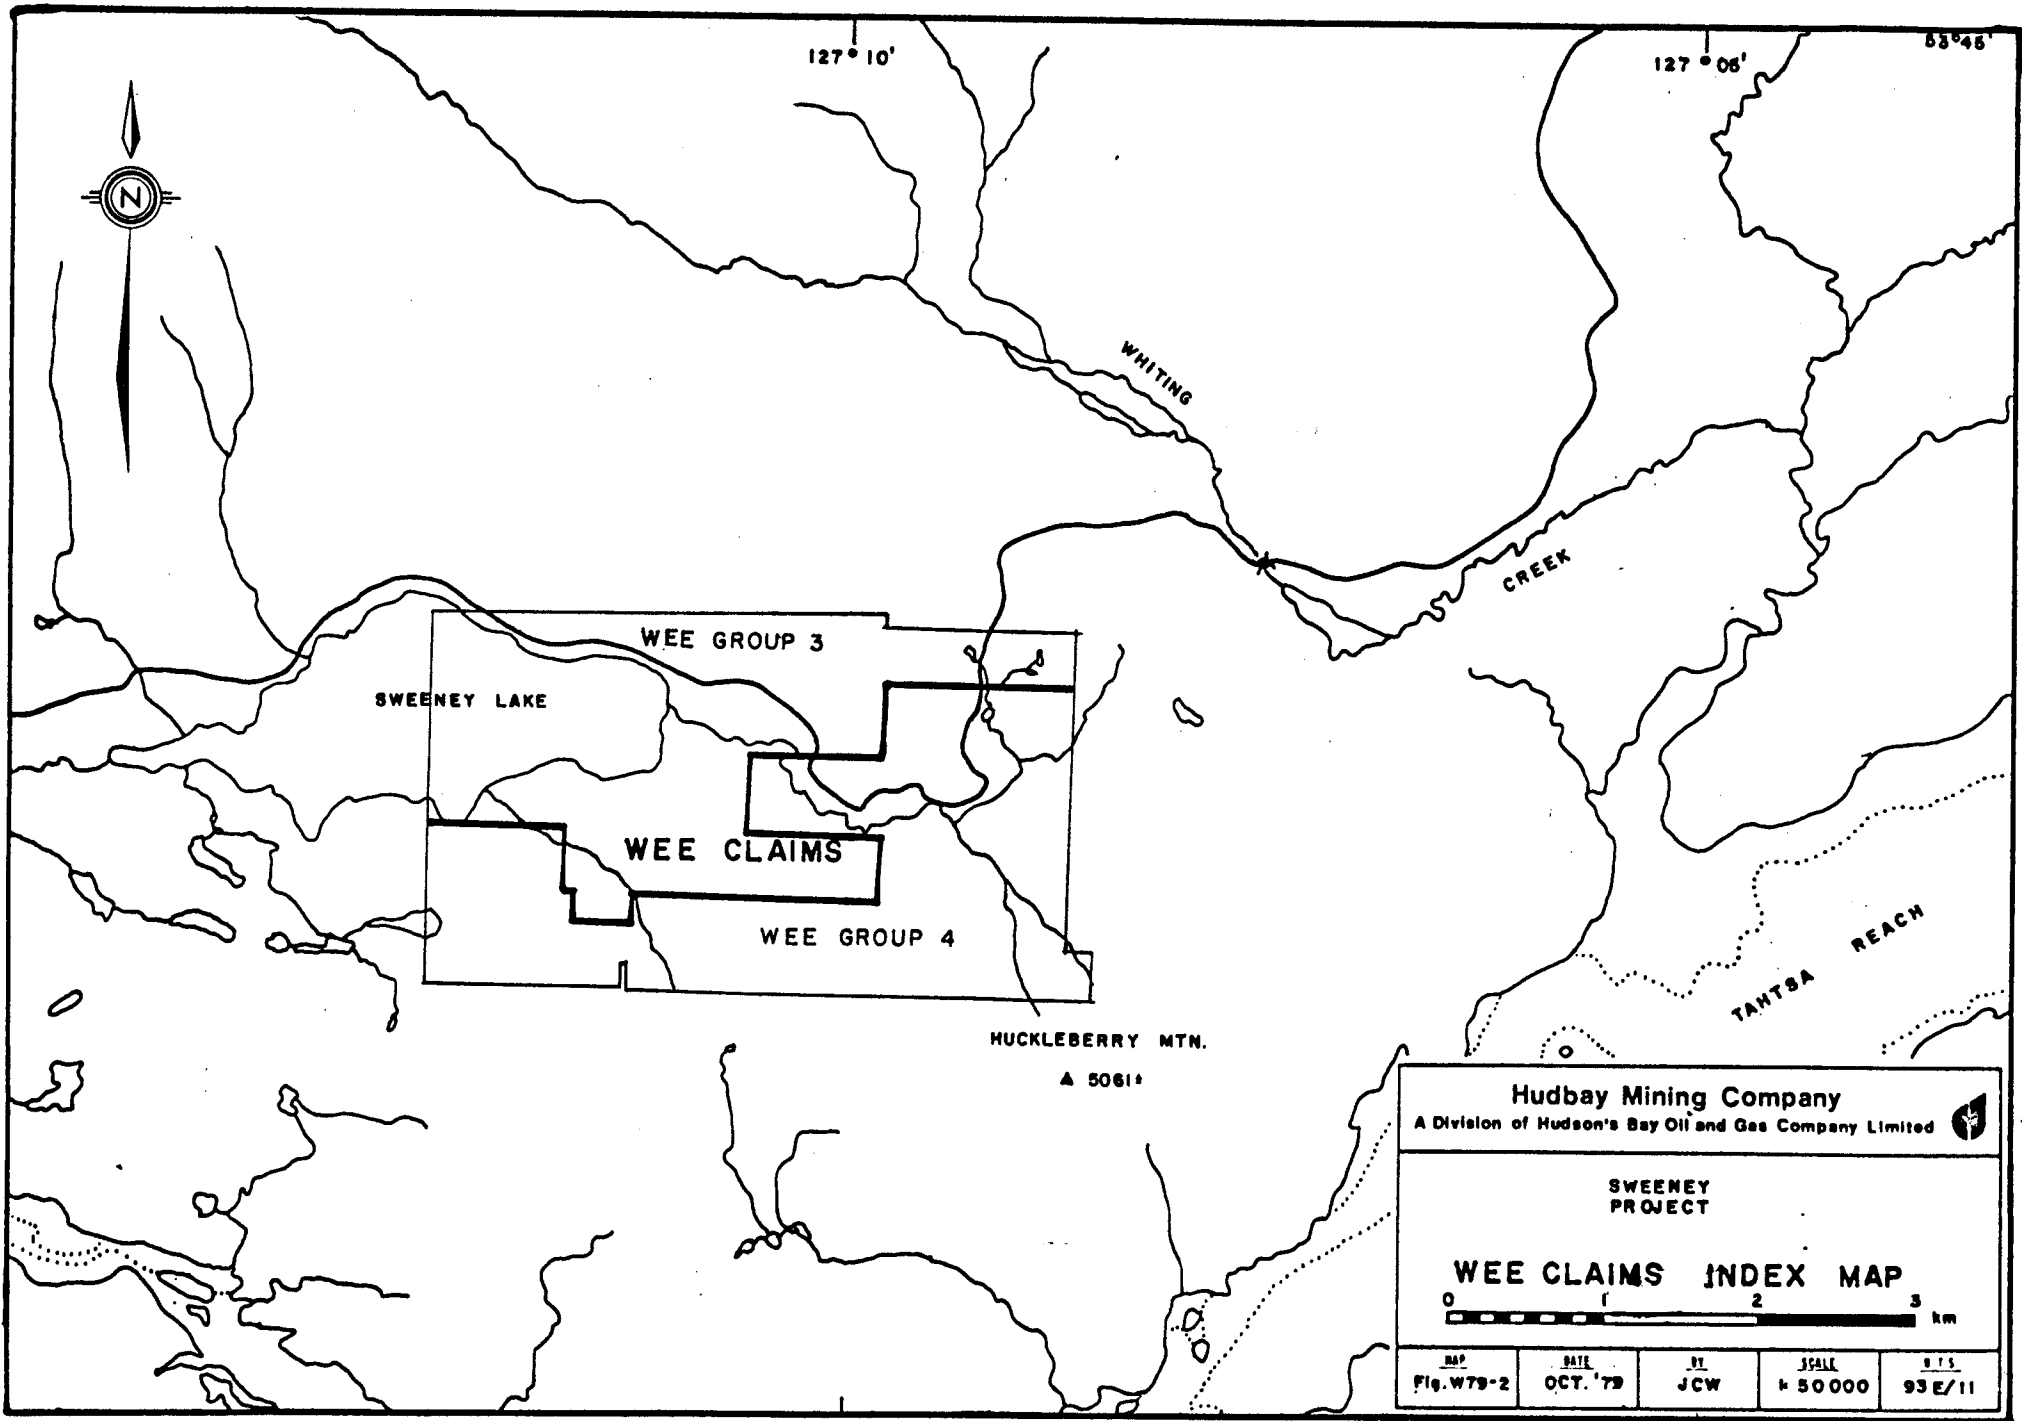 127° 10'
127° 05'
53°45'
N
WHITING
CREEK
WEE GROUP 3
SWEENEY LAKE
WEE CLAIMS
WEE GROUP 4
TAHTSA REACH
HUCKLEBERRY MTN.
5061±
Hudbay Mining Company
A Division of Hudson's Bay Oil and Gas Company Limited
SWEENEY
PROJECT
WEE CLAIMS INDEX MAP
0 1 2 3 km
MAP DATE BY SCALE N T S
Fig. W79-2 OCT. '79 JCW 1: 50000 93 E/11